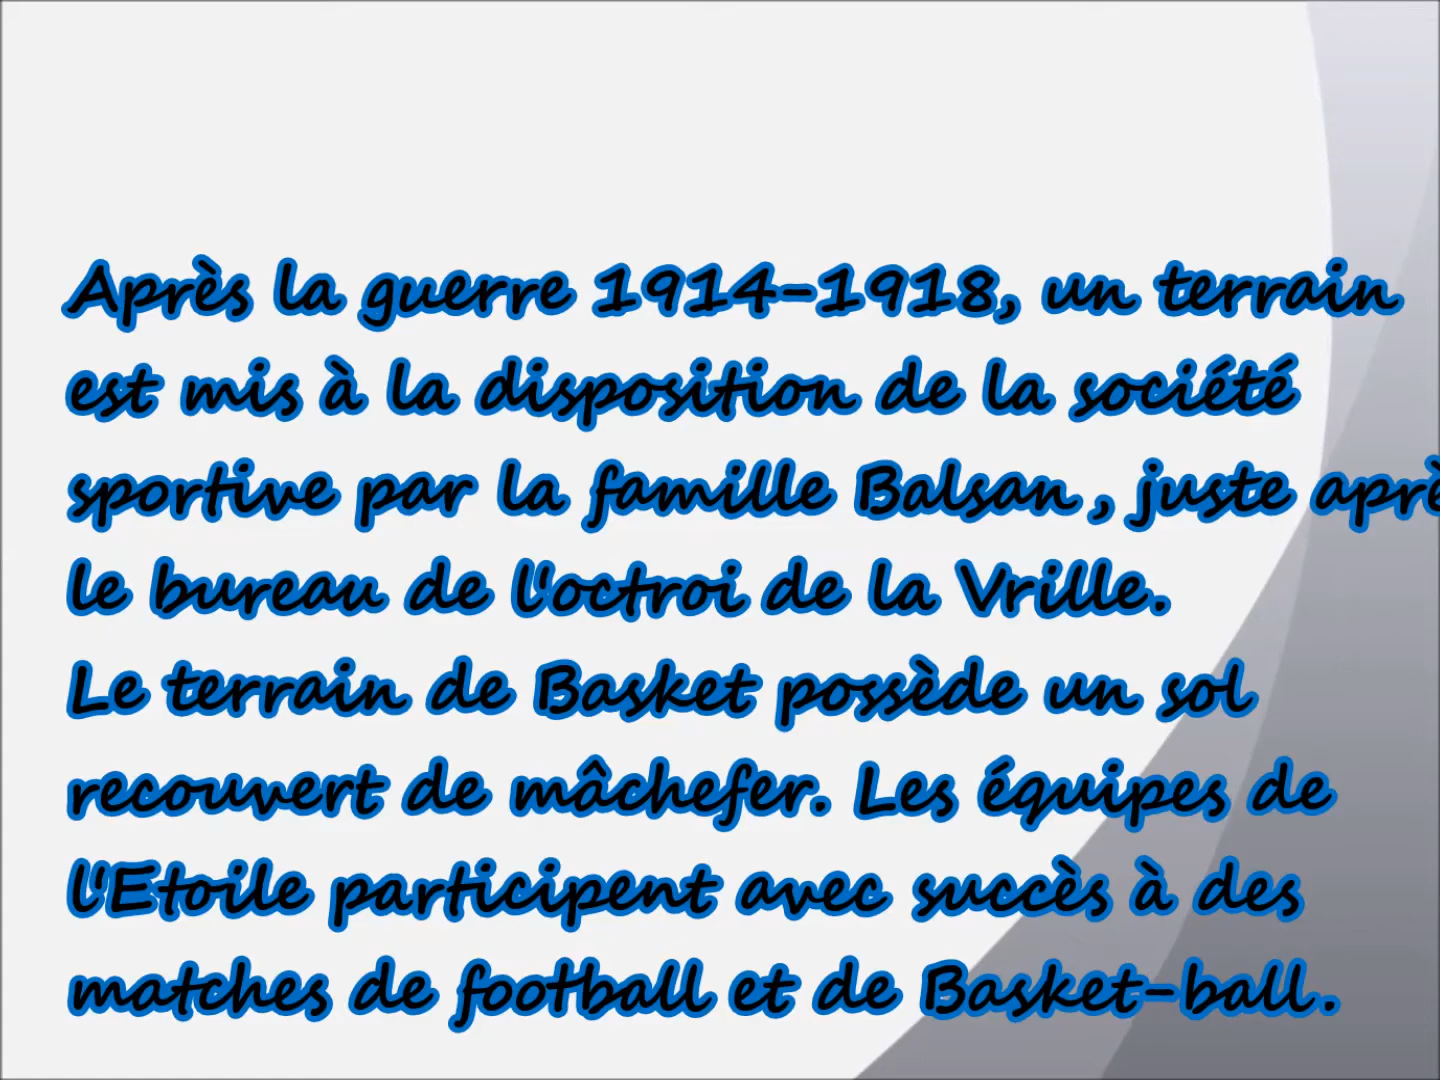 Après la guerre 1914-1918, un terrain
est mis à la disposition de la société
sportive par la famille Balsan, juste aprè
le bureau de l'octroi de la Vrille.
Le terrain de Basket possède un sol
recouvert de mâchefer. Les équipes de
l'Etoile participent avec succès à des
matches de football et de Basket-ball.